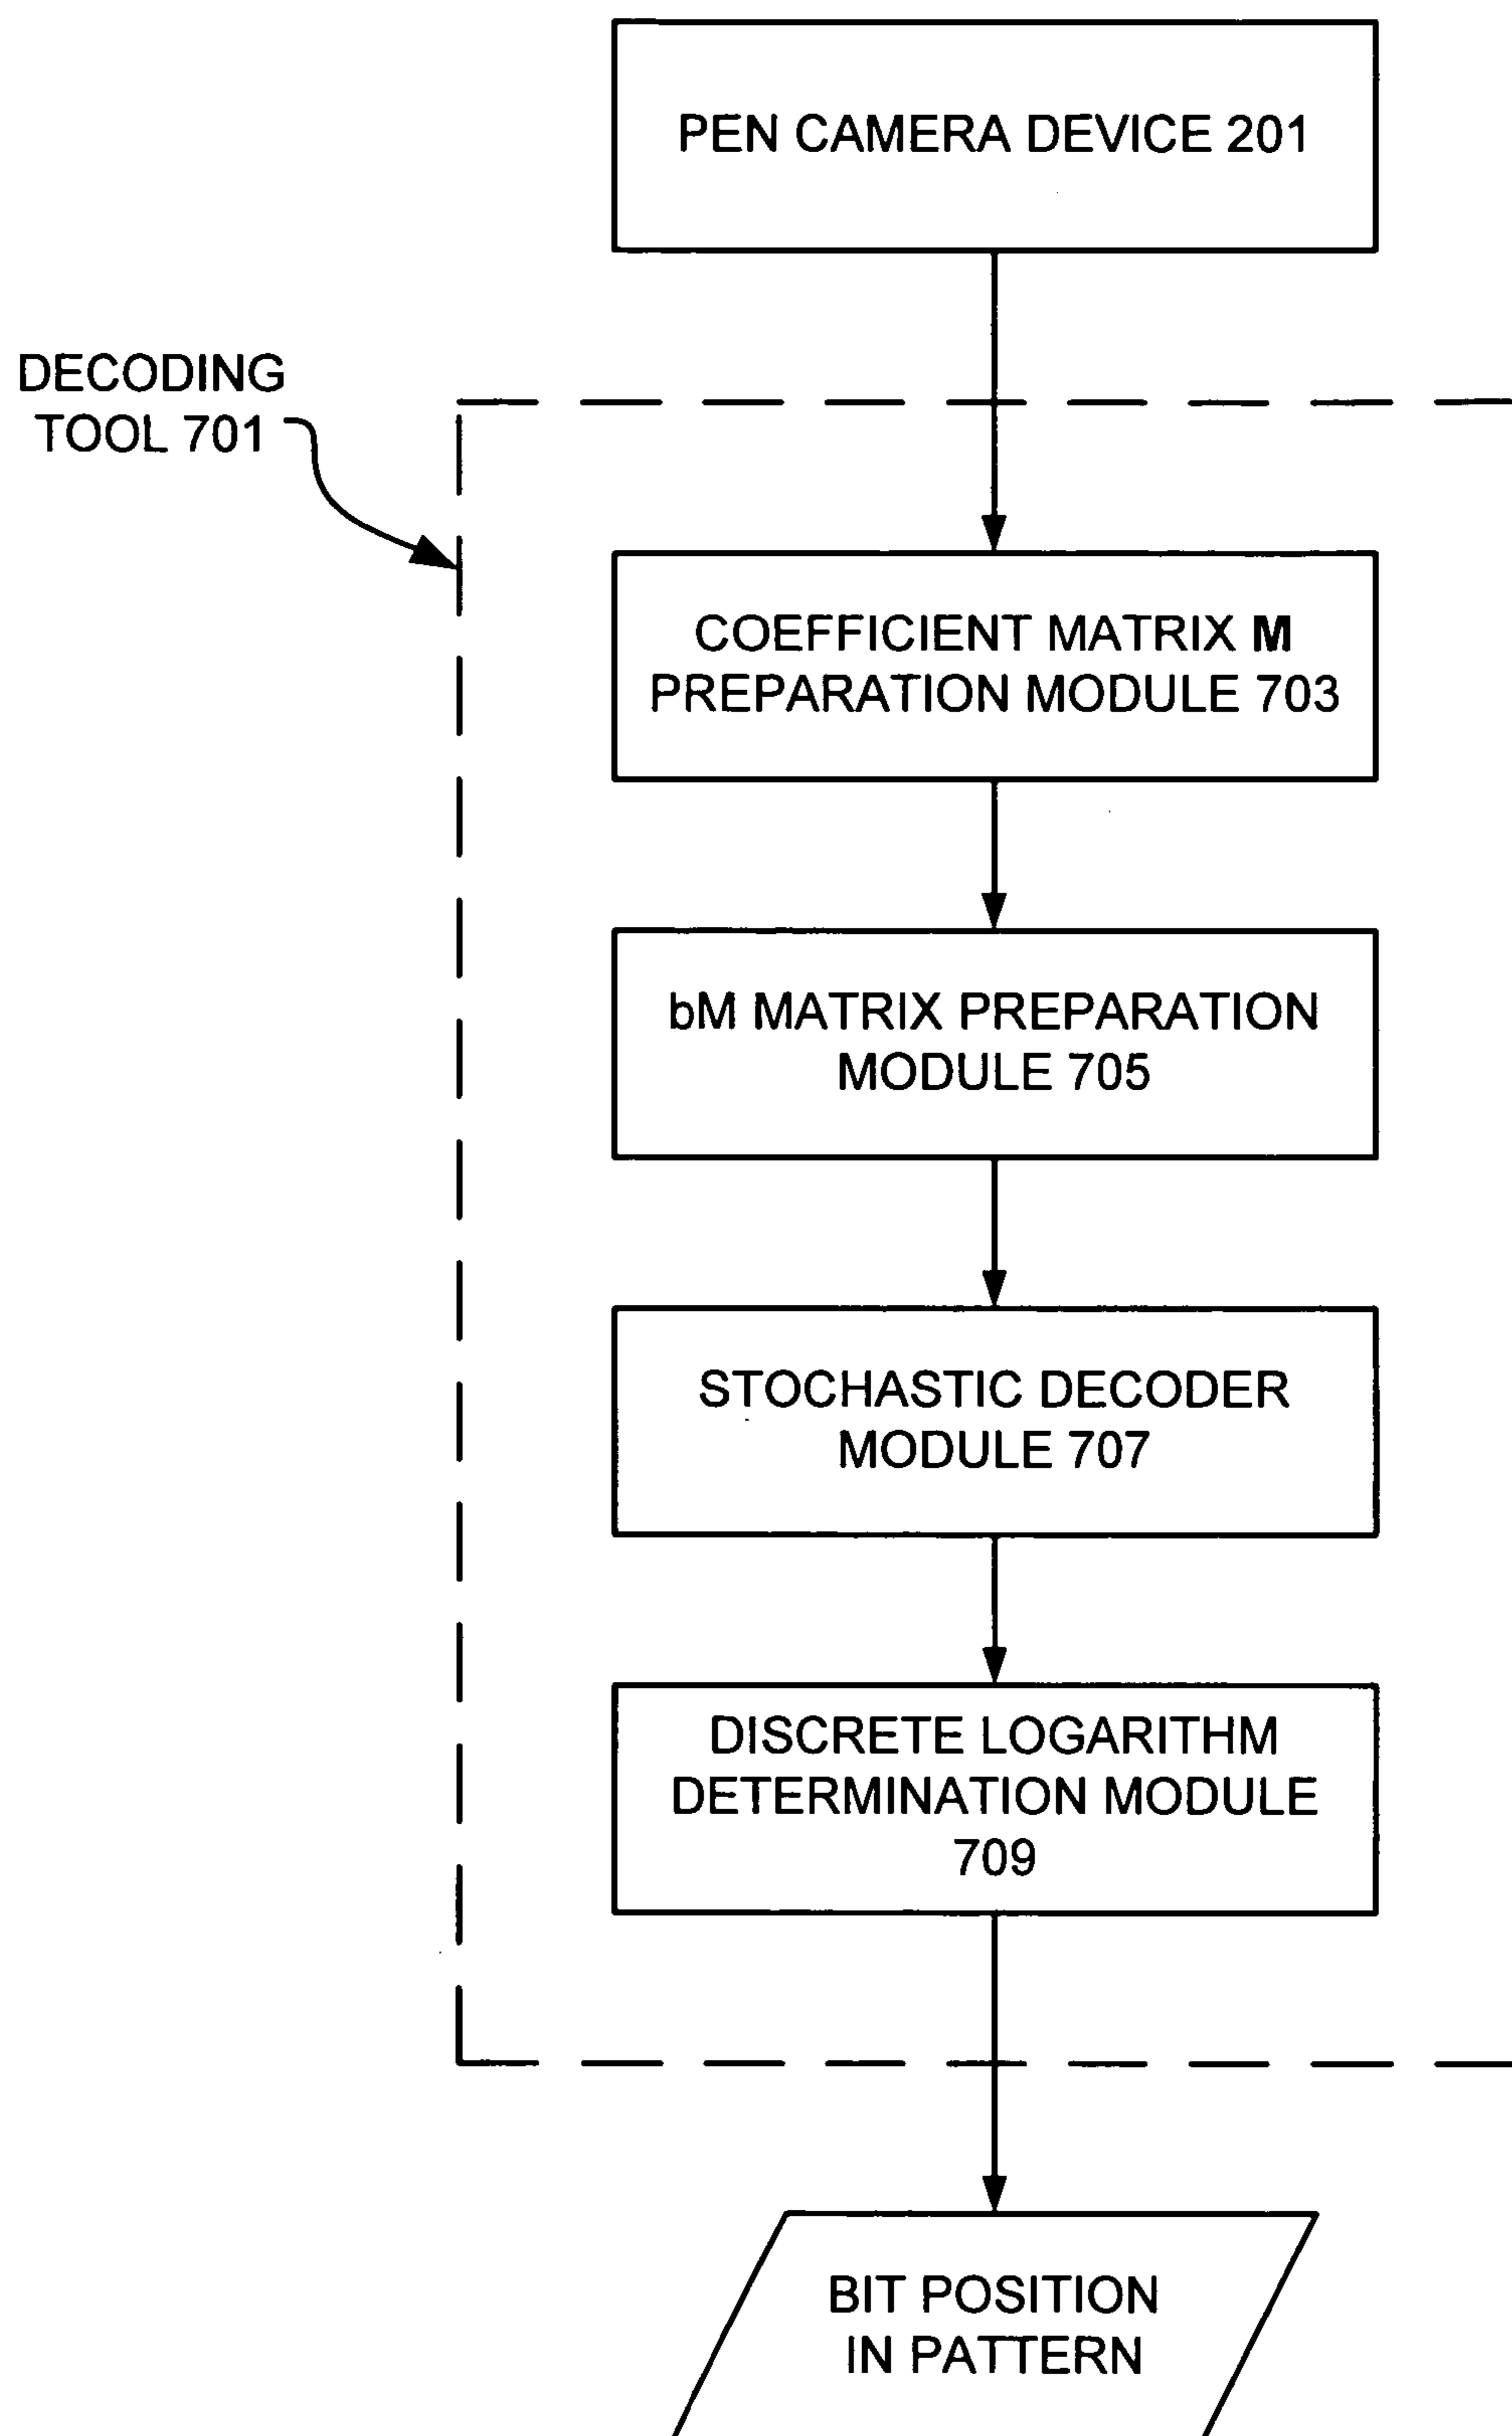 PEN CAMERA DEVICE 201
DECODING
TOOL 701
COEFFICIENT MATRIX M
PREPARATION MODULE 703
bM MATRIX PREPARATION
MODULE 705
STOCHASTIC DECODER
MODULE 707
DISCRETE LOGARITHM
DETERMINATION MODULE
709
BIT POSITION
IN PATTERN